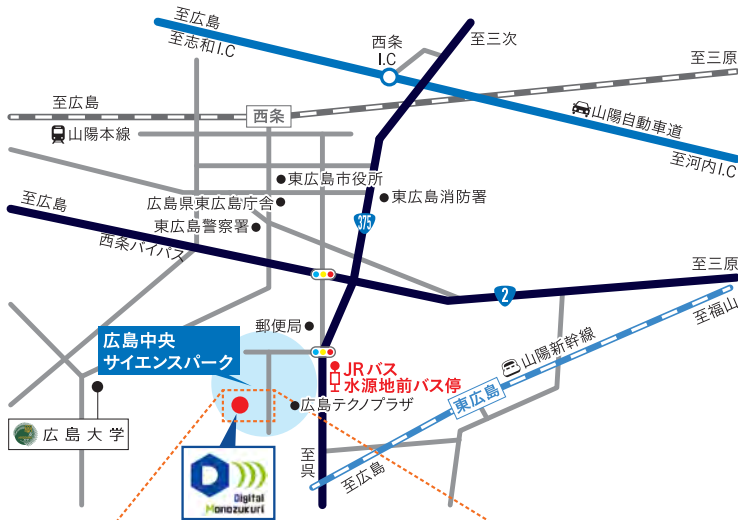 至広島
至志和I.C
西条
I.C
至三次
至三原
至広島
西条
山陽本線
山陽自動車道
至河内I.C
東広島市役所
広島県東広島庁舎
東広島消防署
至広島
東広島警察署
375
西条バイパス
至三原
2
至福山
郵便局
広島中央
サイエンスパーク
山陽新幹線
JRバス
水源地前バス停
東広島
広島テクノプラザ
広島大学
至呉
至広島
D
Digital
Monozukuri